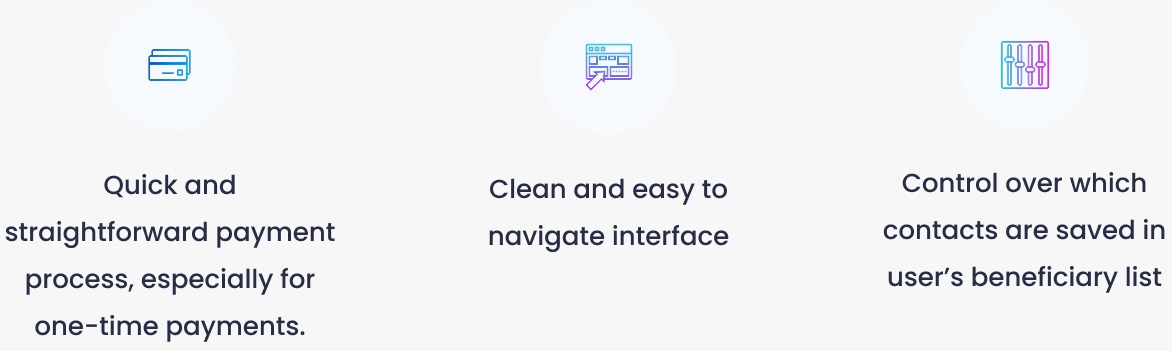 Quick and
straightforward payment
process, especially for
one-time payments.
Clean and easy to
navigate interface
Control over which
contacts are saved in
user’s beneficiary list